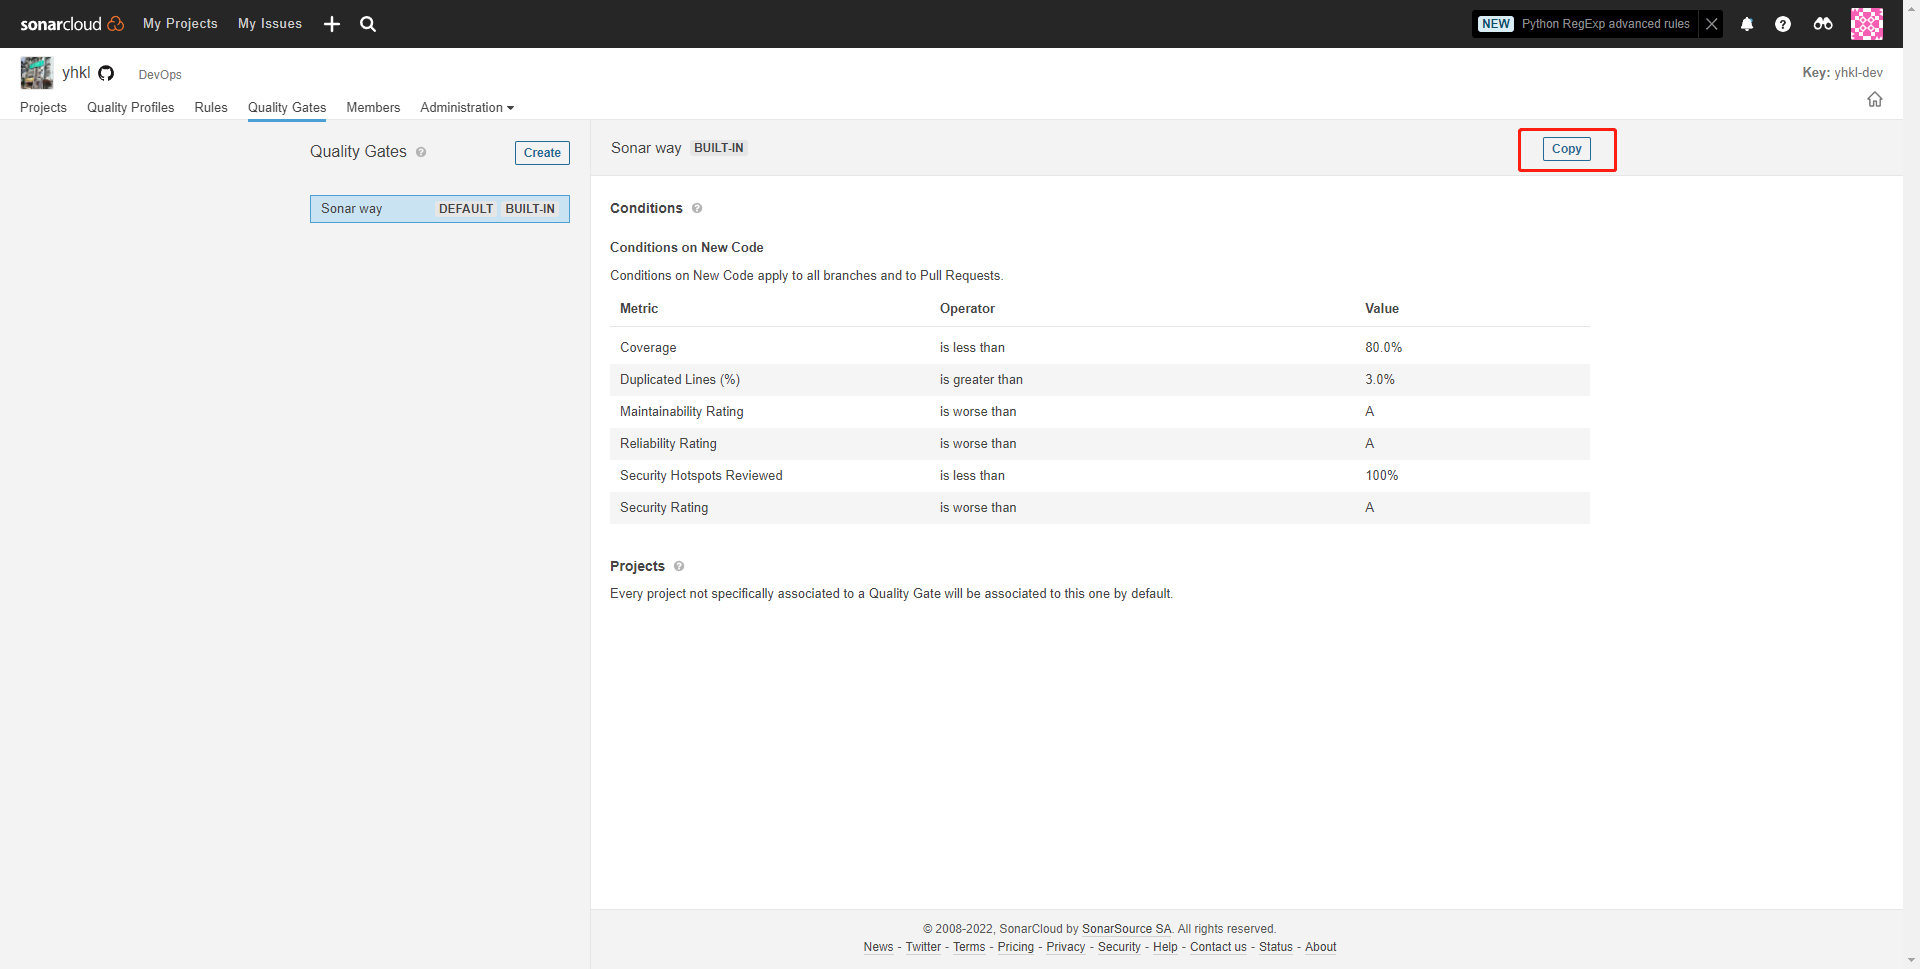 sonarcloud My Projects My Issues NEW Python RegExp advanced rules
yhkl DevOps Key: yhkl-dev
Projects Quality Profiles Rules Quality Gates Members Administration
Quality Gates Create
Sonar way DEFAULT BUILT-IN
Sonar way BUILT-IN Copy
Conditions
Conditions on New Code
Conditions on New Code apply to all branches and to Pull Requests.
Metric Operator Value
Coverage is less than 80.0%
Duplicated Lines (%) is greater than 3.0%
Maintainability Rating is worse than A
Reliability Rating is worse than A
Security Hotspots Reviewed is less than 100%
Security Rating is worse than A
Projects
Every project not specifically associated to a Quality Gate will be associated to this one by default.
© 2008-2022, SonarCloud by SonarSource SA. All rights reserved.
News - Twitter - Terms - Pricing - Privacy - Security - Help - Contact us - Status - About